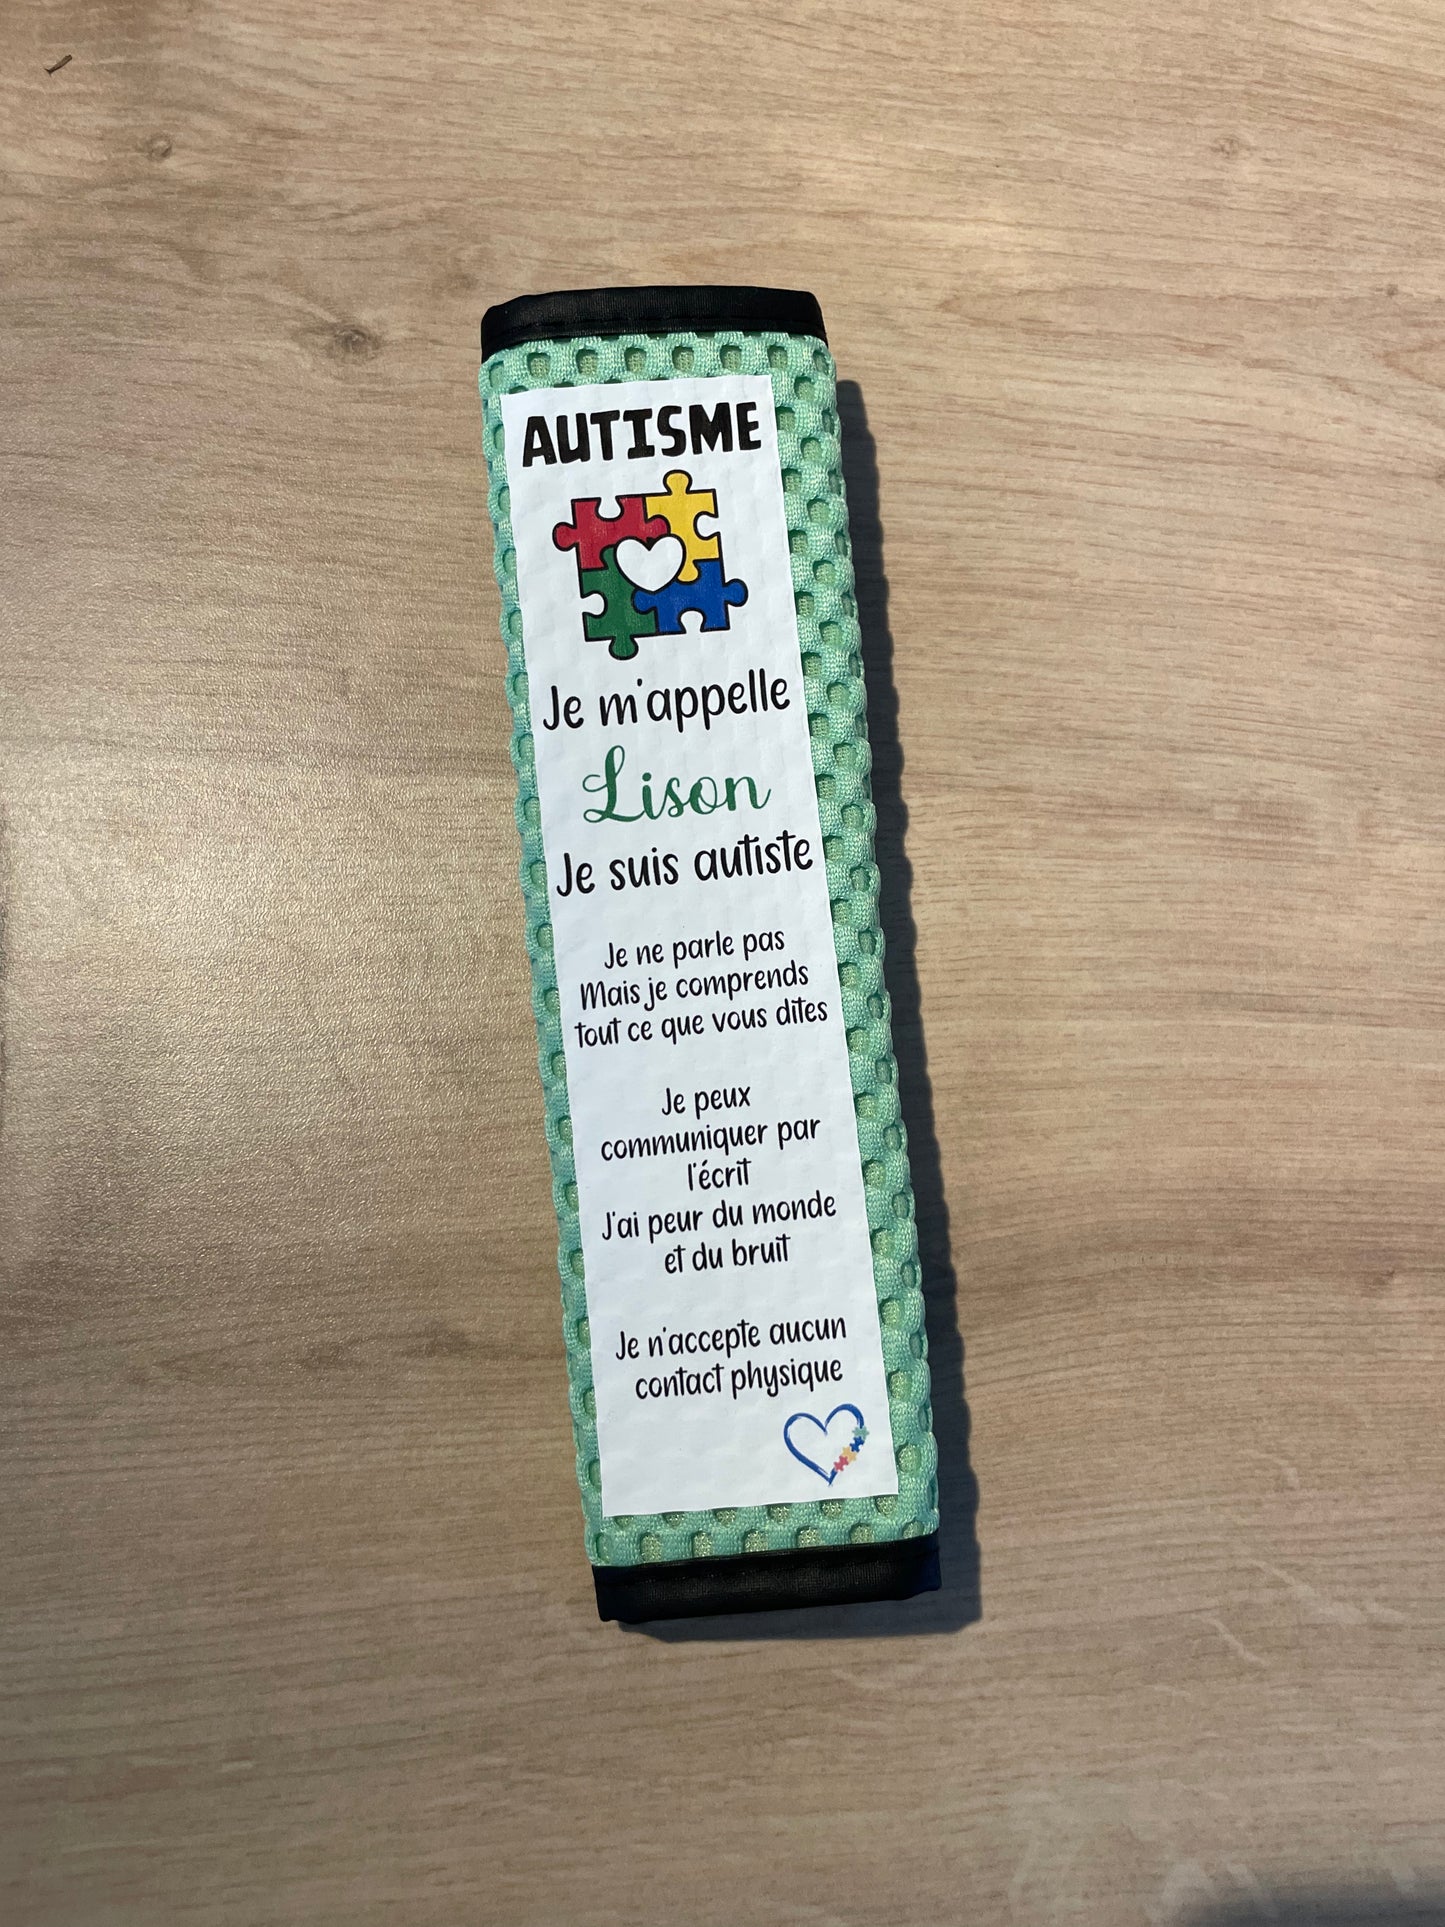 AUTISME
Je m'appelle
Lison
Je suis autiste
Je ne parle pas
Mais je comprends
tout ce que vous dites
Je peux
communiquer par
l'écrit
J'ai peur du monde
et du bruit
Je n'accepte aucun
contact physique